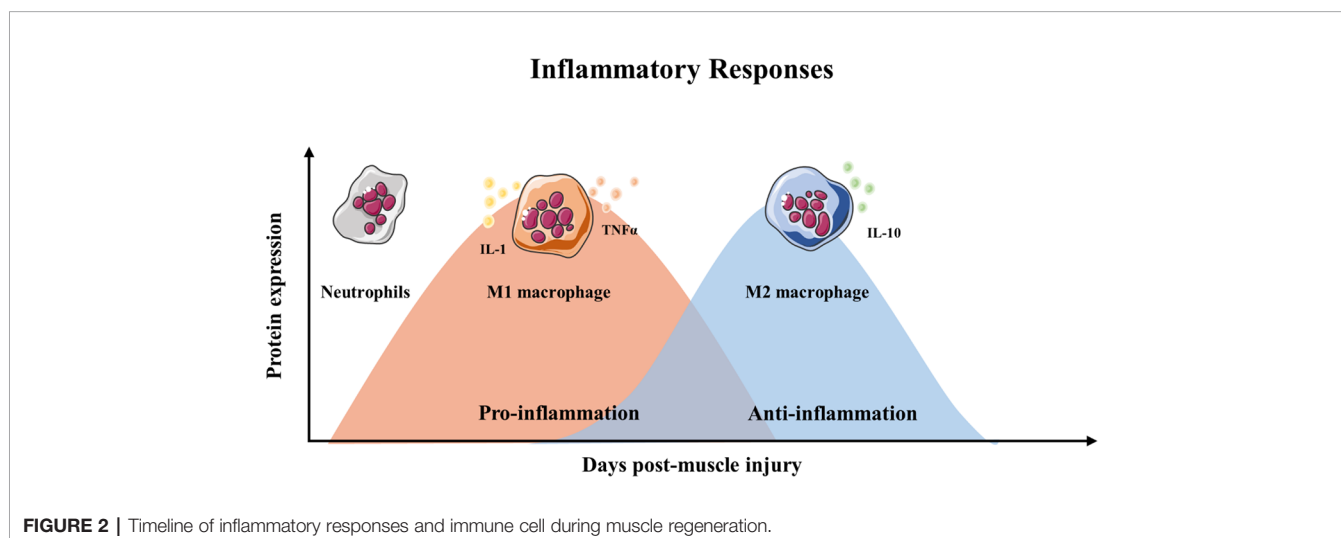 Inflammatory Responses
Protein expression
IL-1
TNFα
IL-10
Neutrophils
M1 macrophage
M2 macrophage
Pro-inflammation
Anti-inflammation
Days post-muscle injury
FIGURE 2 | Timeline of inflammatory responses and immune cell during muscle regeneration.